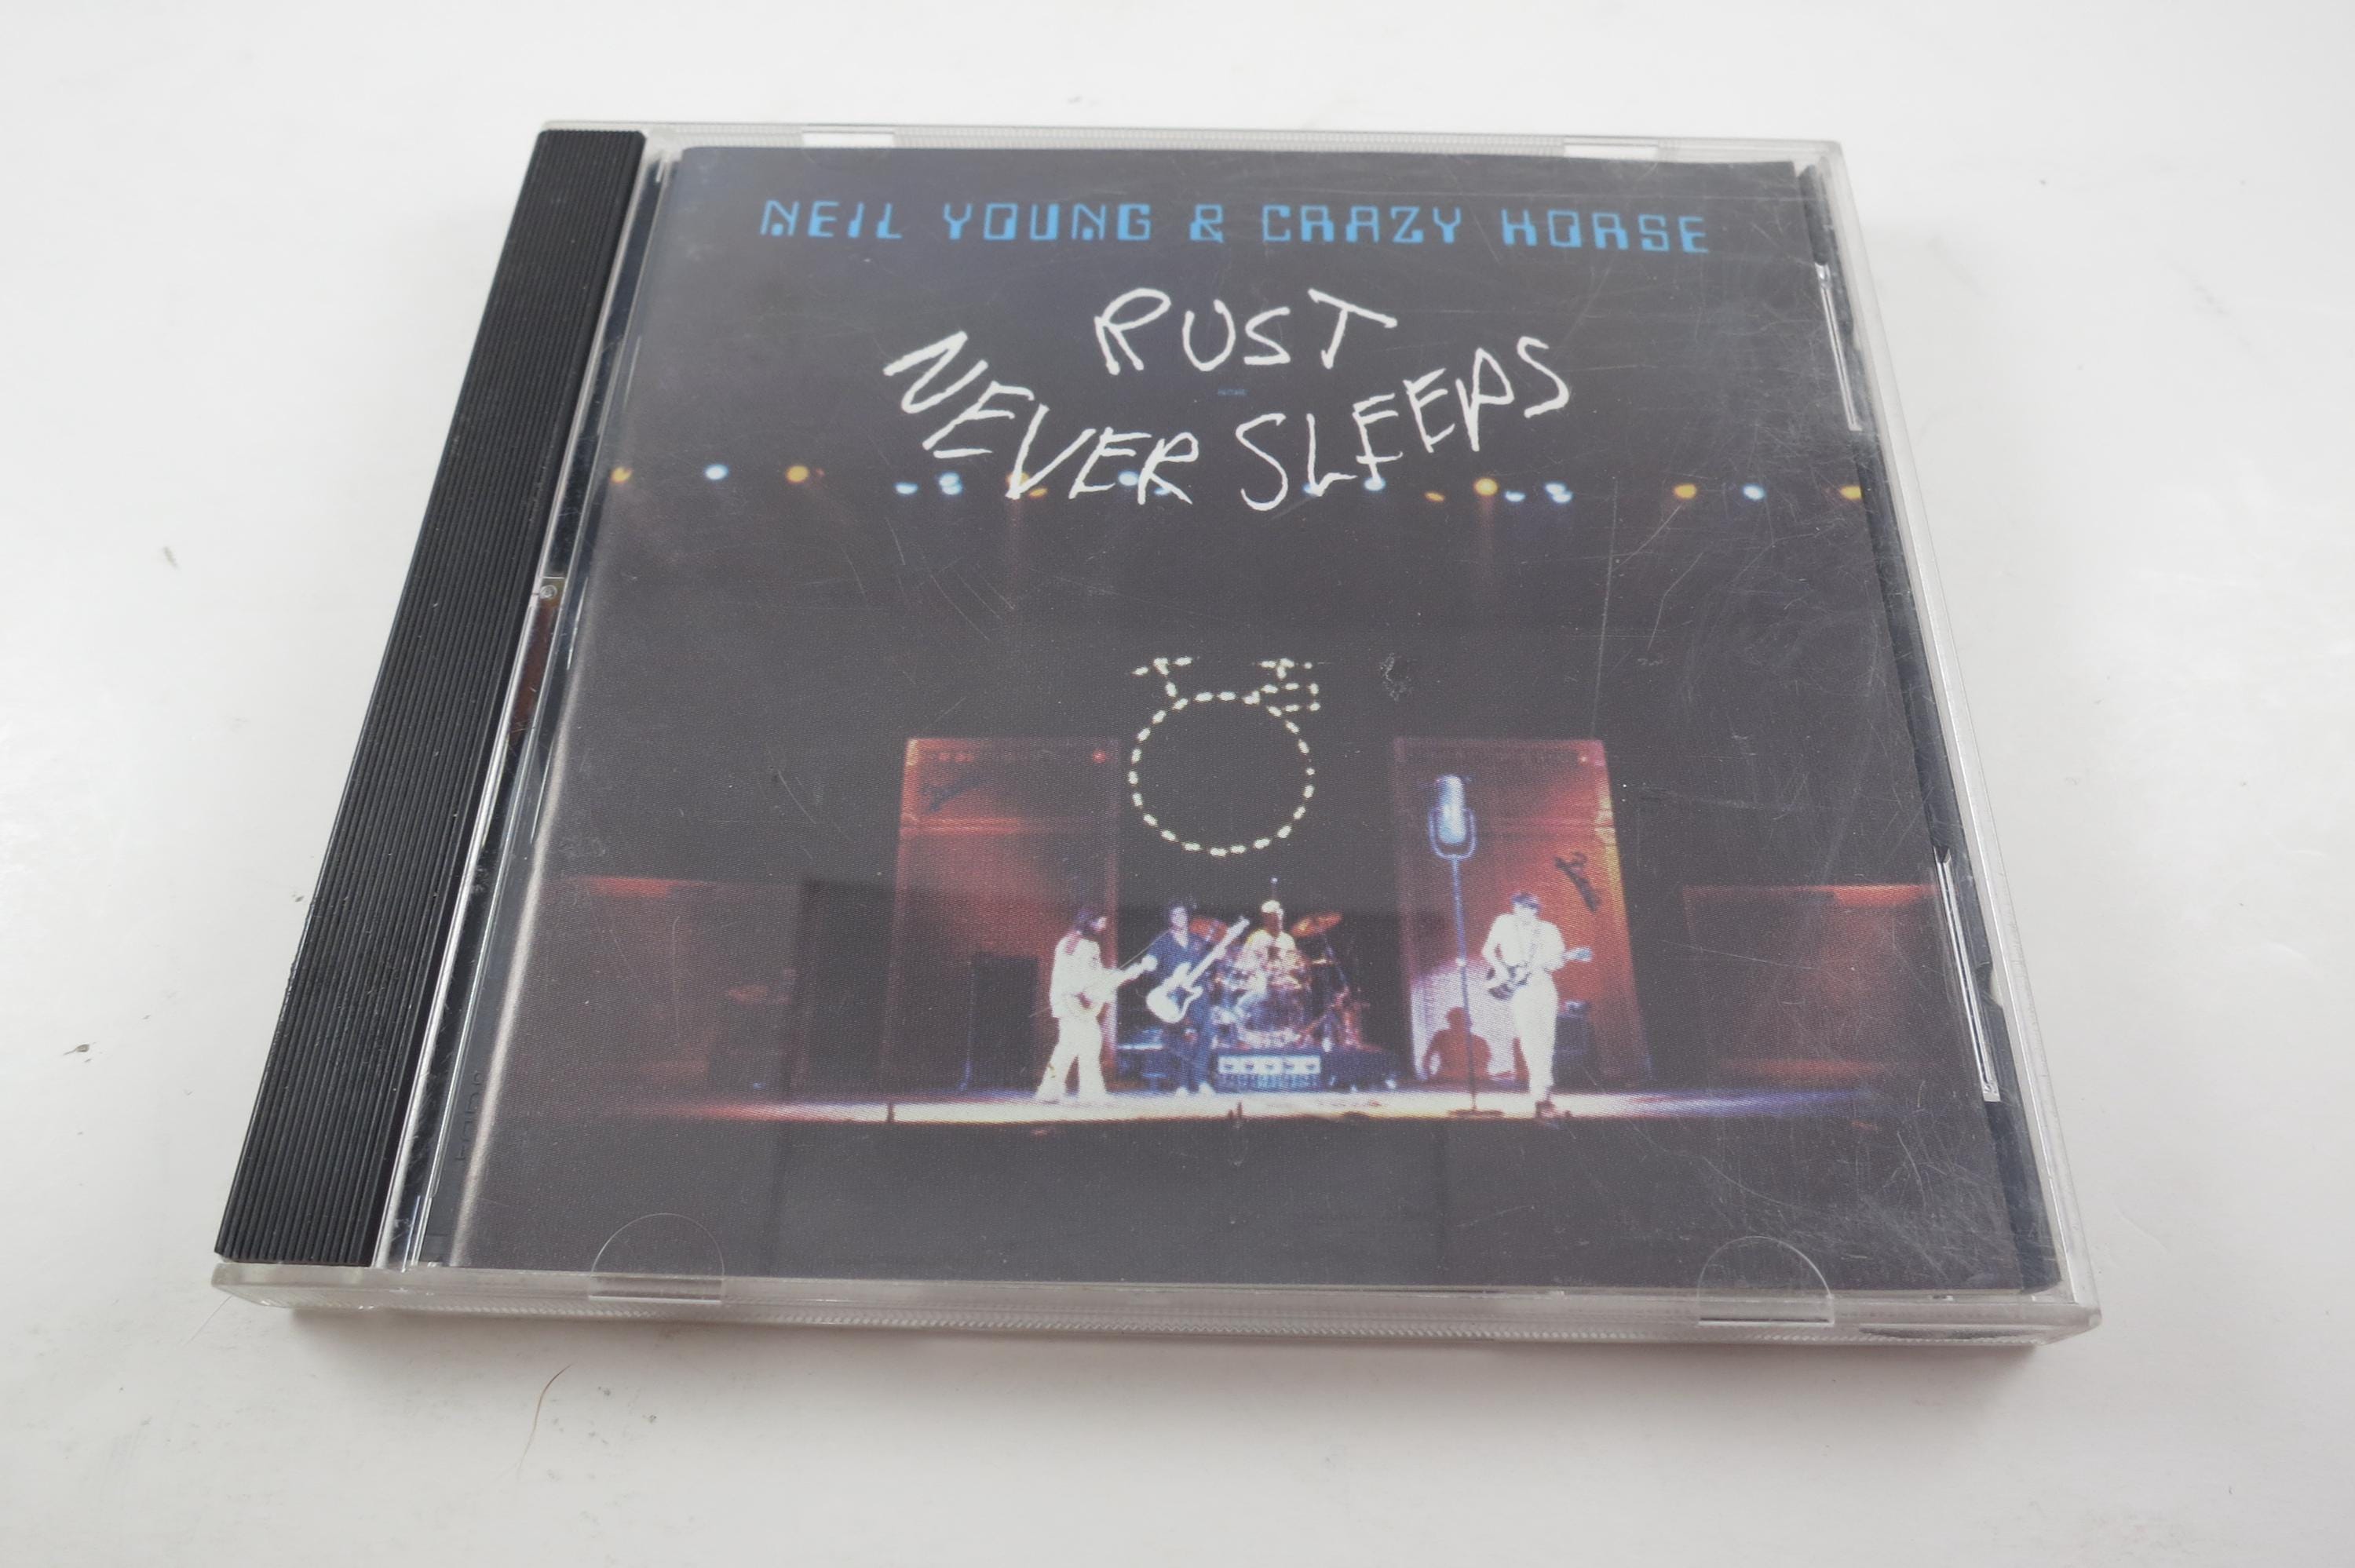 NEIL YOUNG & CRAZY HORSE
RUST
NEVER SLEEPS